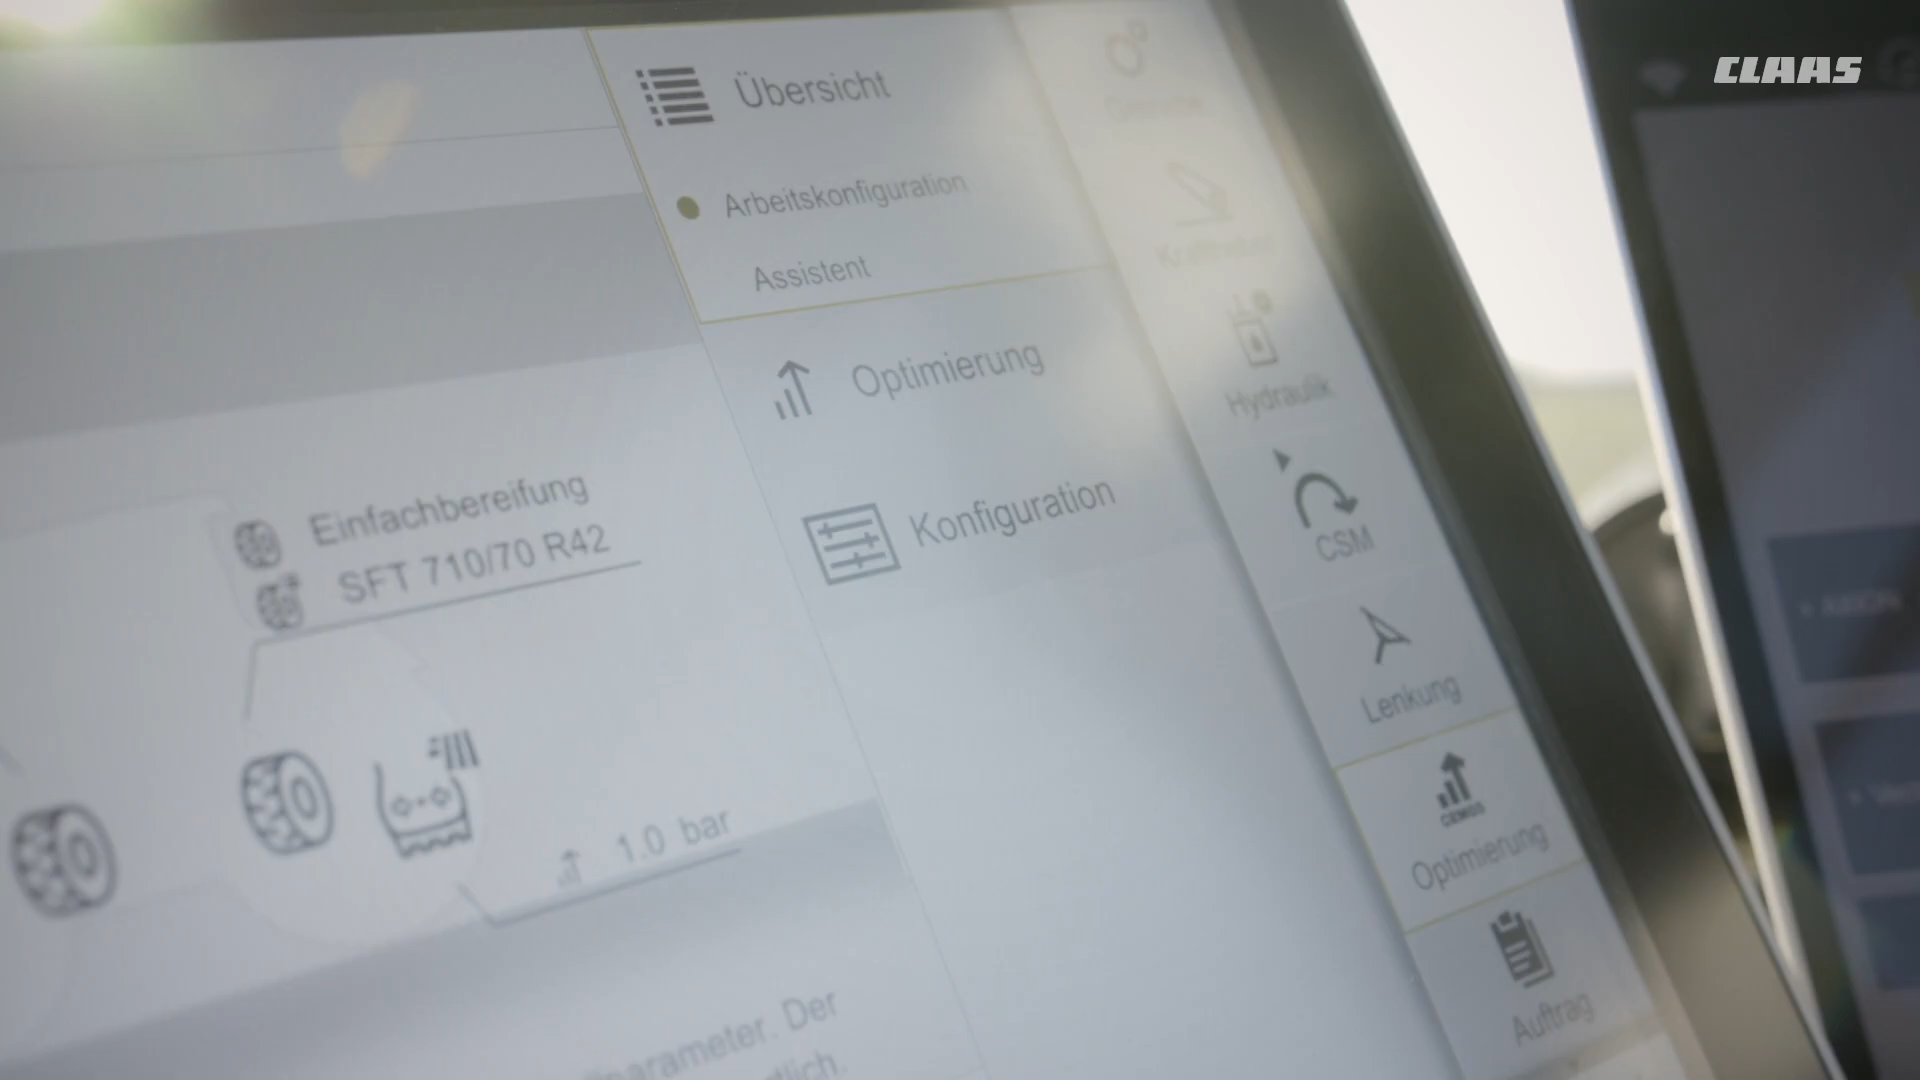 CLAAS
Übersicht
Arbeitskonfiguration
Assistent
Optimierung
Konfiguration
Einfachbereifung
SFT 710/70 R42
1.0 bar
parameter. Der
Hydraulik
CSM
Lenkung
CEMOS
Optimierung
Auftrag